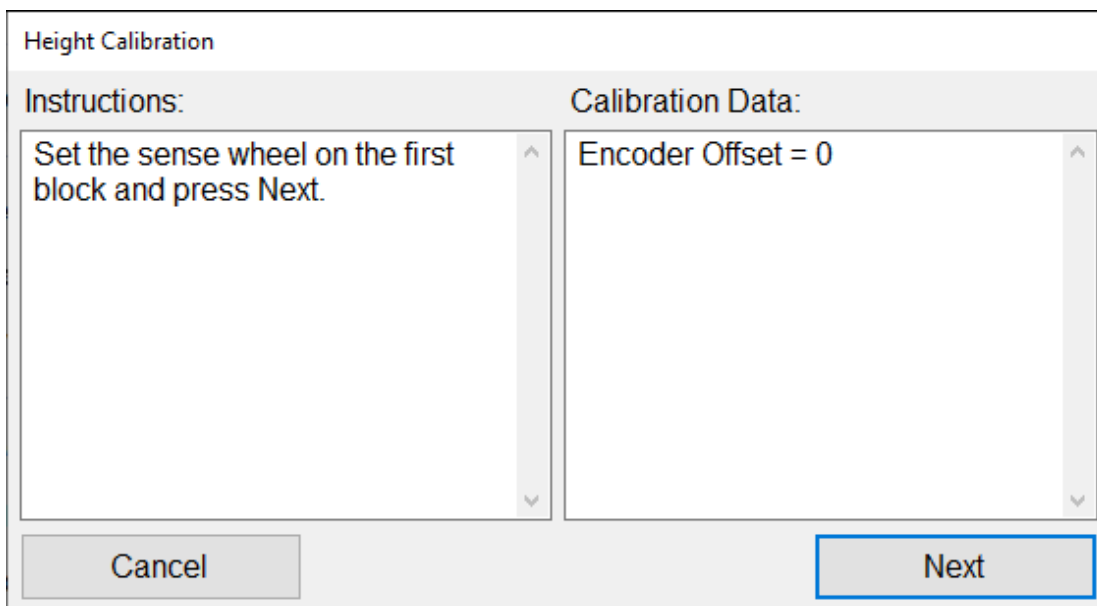 Height Calibration
Instructions:
Calibration Data:
Set the sense wheel on the first
block and press Next.
Encoder Offset = 0
Cancel
Next